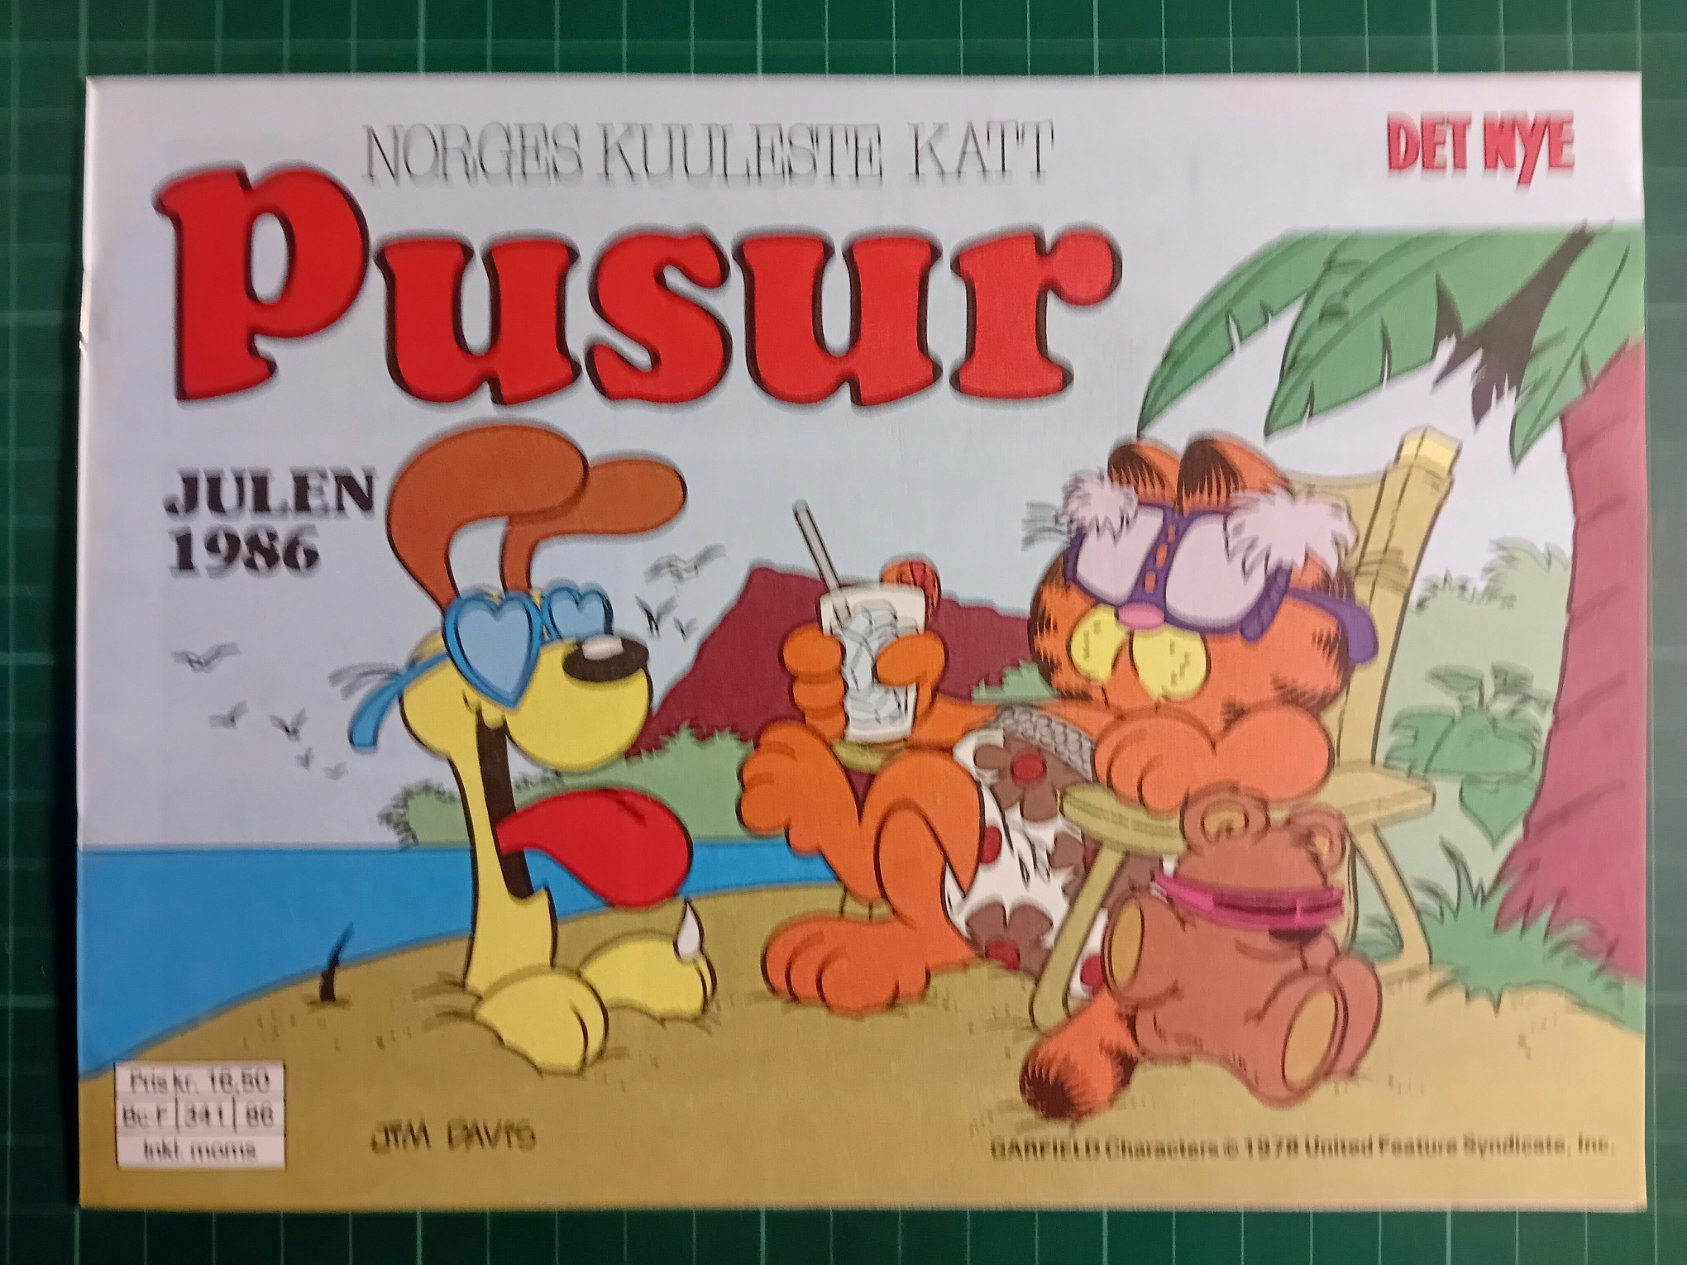 NORGES KUULESTE KATT
DET NYE
Pusur
JULEN
1986
Pris kr. 16,50
341 86
Inkl. moms
JIM DAVIS
GARFIELD Characters © 1978 United Feature Syndicate, Inc.